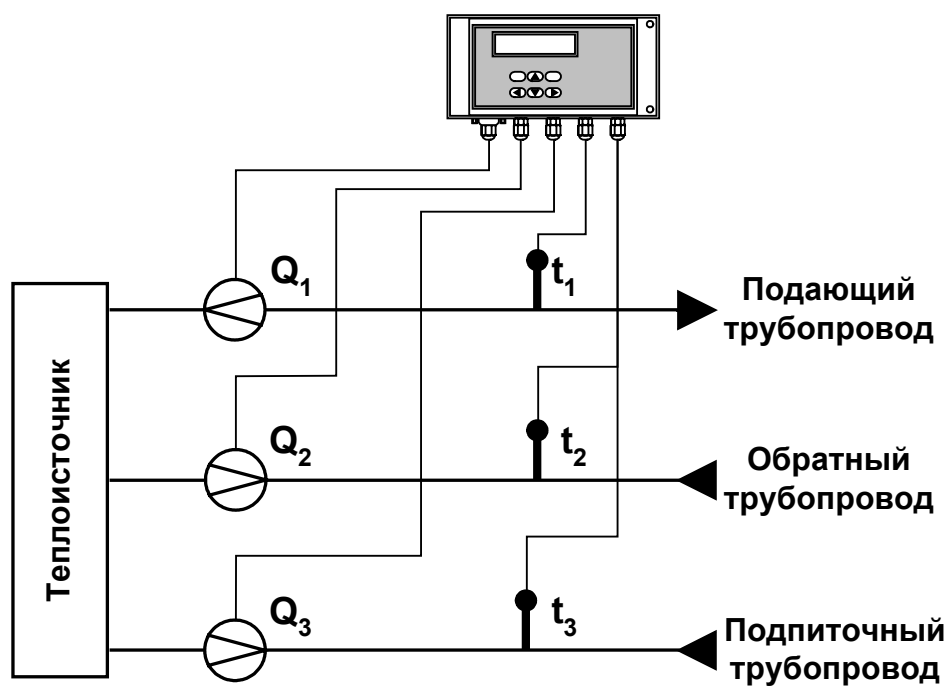 Q1
t1
Подающий
трубопровод
Теплоисточник
Q2
t2
Обратный
трубопровод
Q3
t3
Подпиточный
трубопровод